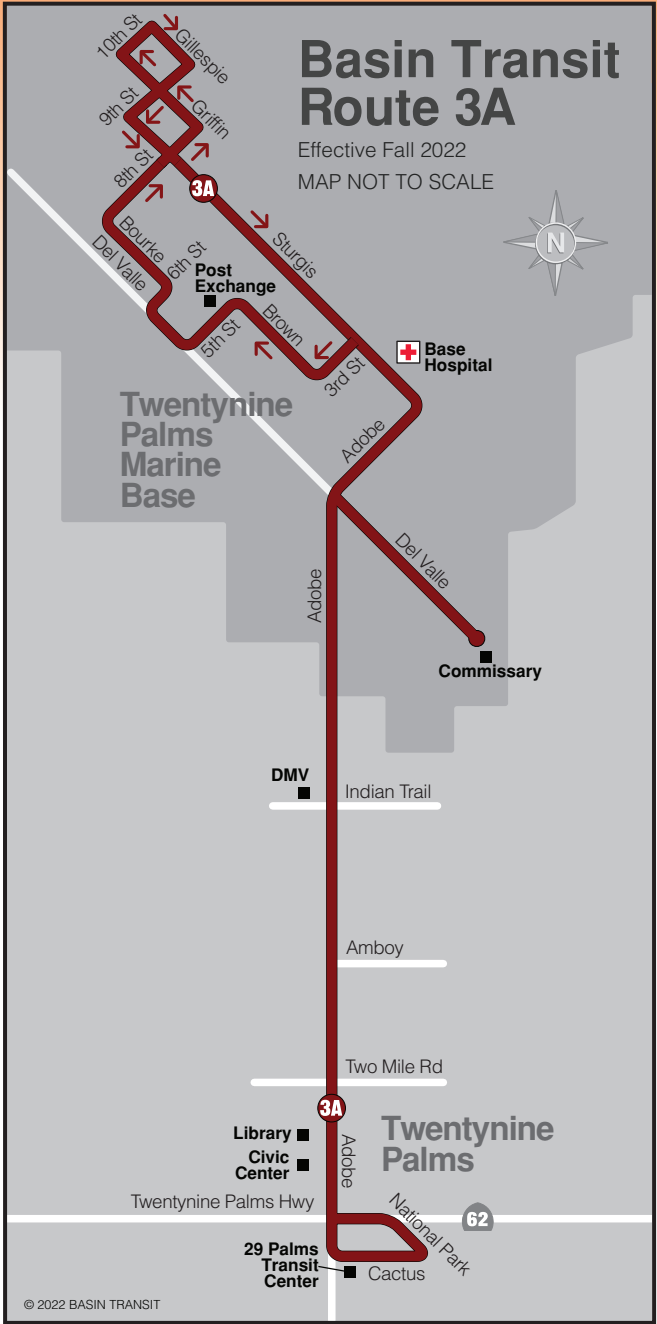 Basin Transit
Route 3A
Effective Fall 2022
MAP NOT TO SCALE
10th St
Gillespie
9th St
Griffin
8th St
3A
N
Sturgis
Bourke
Del Valle
6th St
Post
Exchange
5th St
Brown
3rd St
Base
Hospital
Twentynine
Palms
Marine
Base
Adobe
Del Valle
Adobe
Commissary
DMV
Indian Trail
Amboy
Two Mile Rd
3A
Library
Civic
Center
Adobe
Twentynine
Palms
Twentynine Palms Hwy
National Park
62
29 Palms
Transit
Center
Cactus
© 2022 BASIN TRANSIT